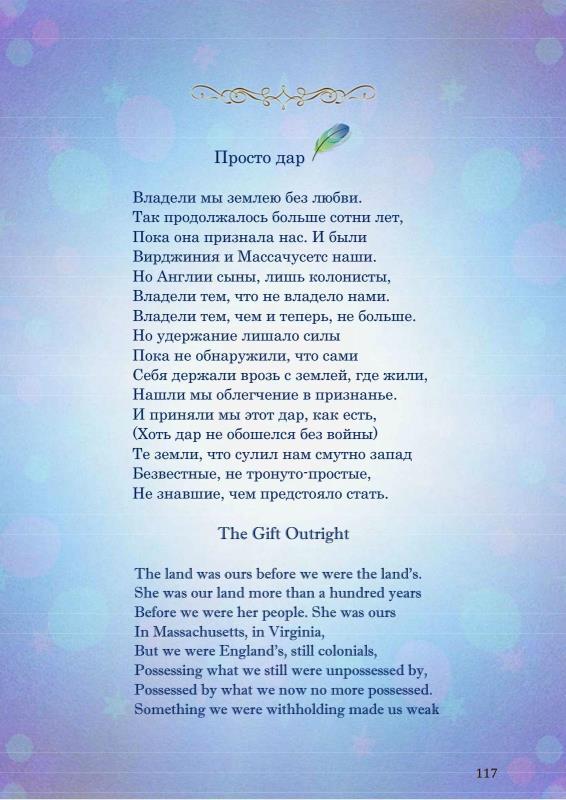 Просто дар
Владели мы землею без любви.
Так продолжалось больше сотни лет,
Пока она признала нас. И были
Вирджиния и Массачусетс наши.
Но Англии сыны, лишь колонисты,
Владели тем, что не владело нами.
Владели тем, чем и теперь, не больше.
Но удержание лишало силы
Пока не обнаружили, что сами
Себя держали врозь с землей, где жили,
Нашли мы облегчение в признанье.
И приняли мы этот дар, как есть,
(Хоть дар не обошелся без войны)
Те земли, что сулил нам смутно запад
Безвестные, не тронуто-простые,
Не знавшие, чем предстояло стать.
The Gift Outright
The land was ours before we were the land’s.
She was our land more than a hundred years
Before we were her people. She was ours
In Massachusetts, in Virginia,
But we were England’s, still colonials,
Possessing what we still were unpossessed by,
Possessed by what we now no more possessed.
Something we were withholding made us weak
117